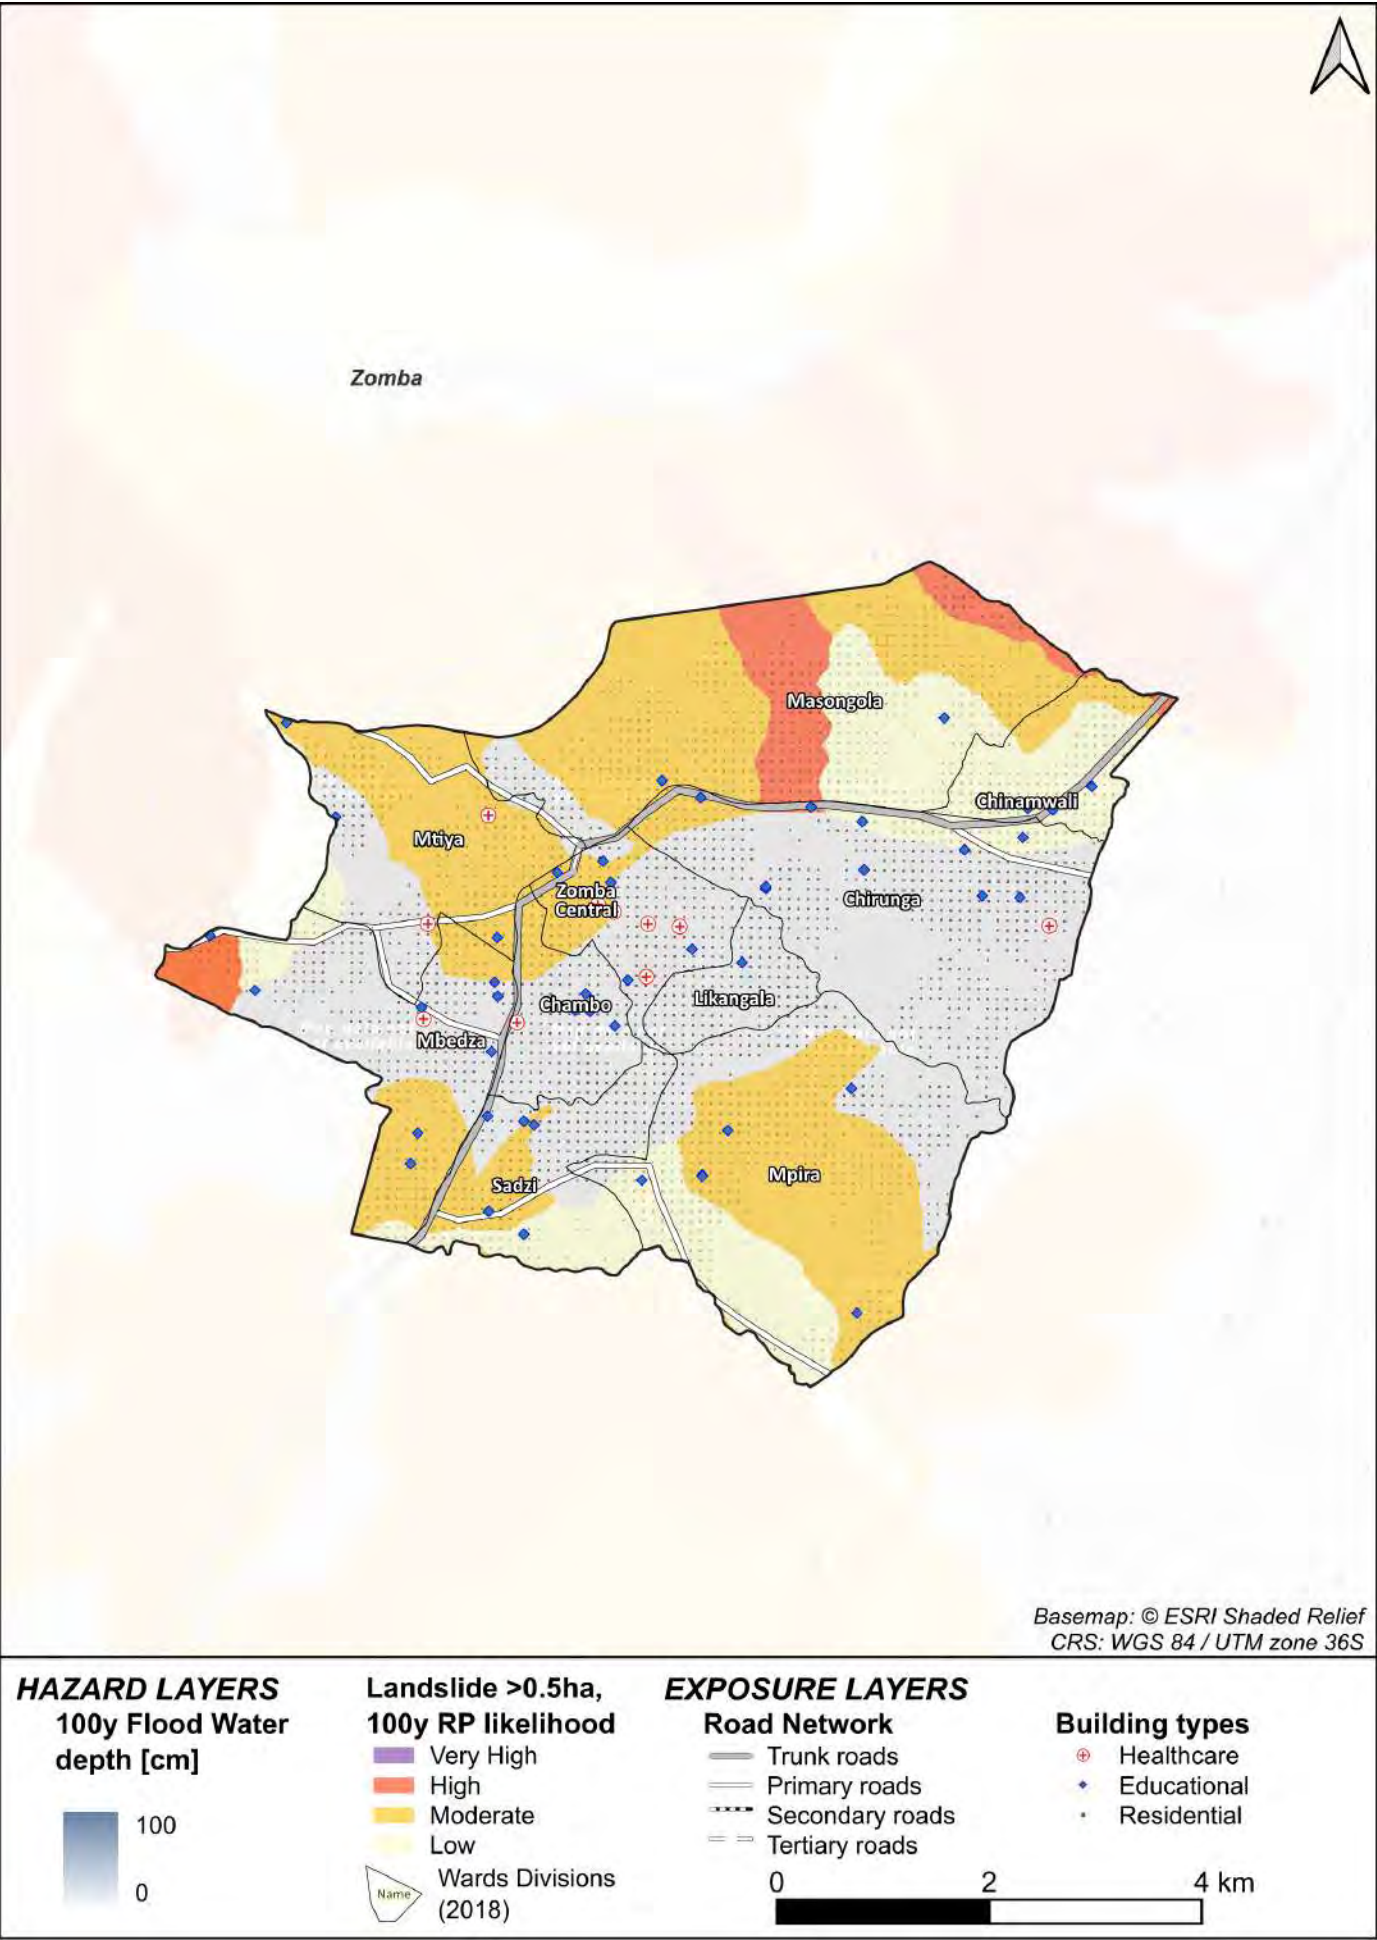 Zomba
Masongola
Chinamwali
Mtiya
Zomba
Central
Chirunga
Chambo
Likangala
Mbedza
Mpira
Sadzi
Basemap: © ESRI Shaded Relief
CRS: WGS 84 / UTM zone 36S
HAZARD LAYERS
100y Flood Water
depth [cm]
100
0
Landslide >0.5ha,
100y RP likelihood
Very High
High
Moderate
Low
Name
Wards Divisions
(2018)
EXPOSURE LAYERS
Road Network
Trunk roads
Primary roads
Secondary roads
Tertiary roads
Building types
Healthcare
Educational
Residential
0 2 4 km